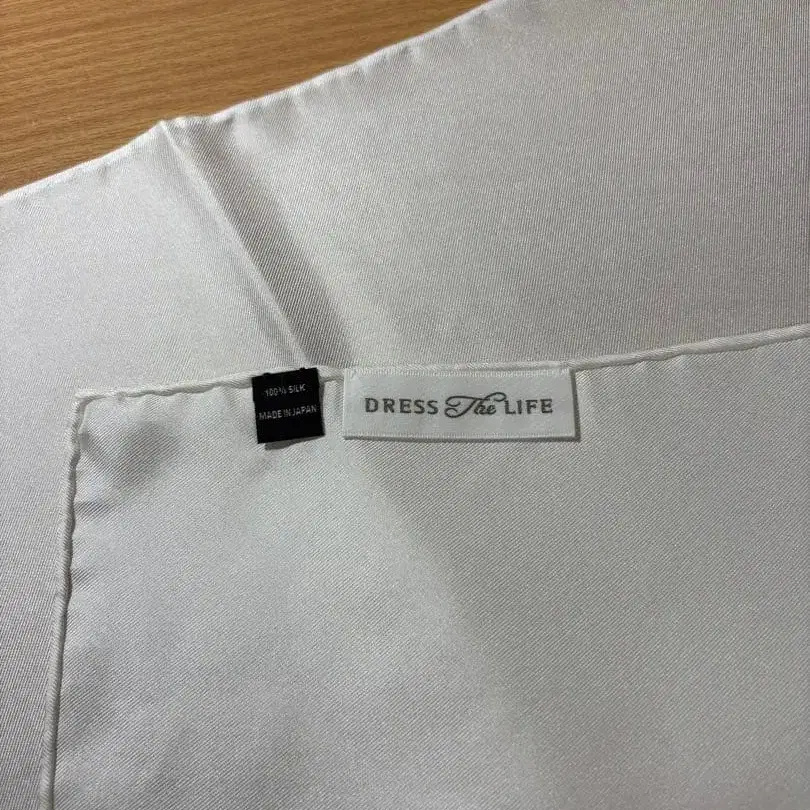 100% SILK
MADE IN JAPAN
DRESS The LIFE